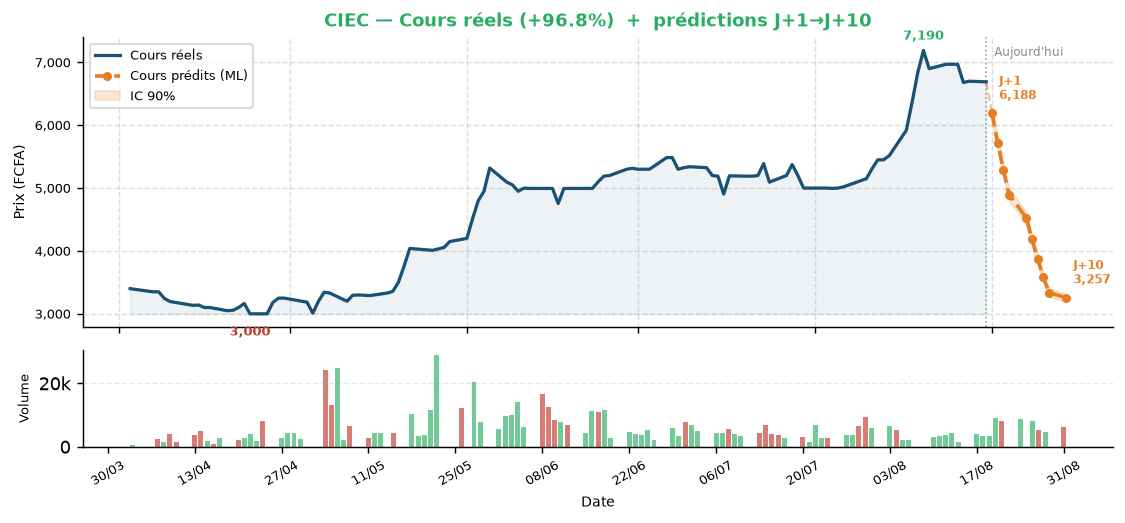 CIEC — Cours réels (+96.8%)  +  prédictions J+1→J+10
7,190
Aujourd'hui
Cours réels
Cours prédits (ML)
IC 90%
J+1
6,188
J+10
3,257
3,000
Prix (FCFA)
7,000
6,000
5,000
4,000
3,000
Volume
20k
0
30/03
13/04
27/04
11/05
25/05
08/06
22/06
06/07
20/07
03/08
17/08
31/08
Date